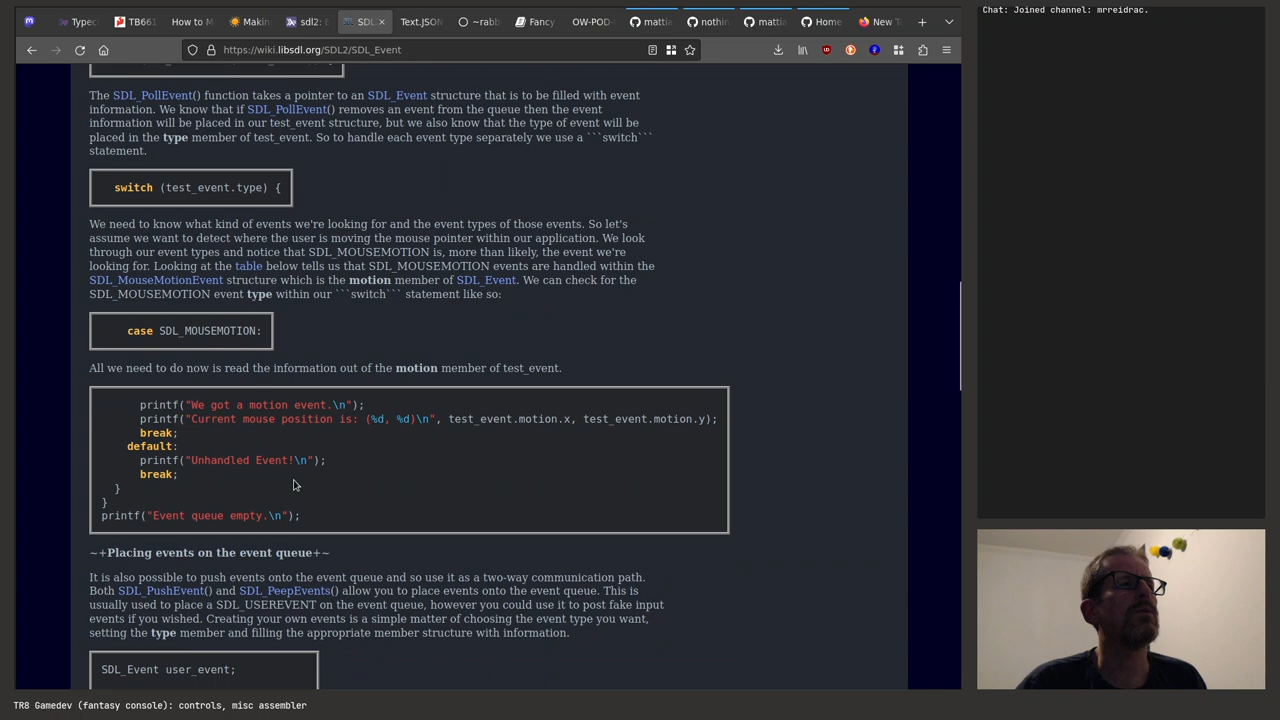 Typec
TB661
How to M
Makin
sdl2: E
SDL
Text.JSON
~rabb
Fancy
OW-POD
mattia
nothin
mattia
Home
New T
https://wiki.libsdl.org/SDL2/SDL_Event
The SDL_PollEvent() function takes a pointer to an SDL_Event structure that is to be filled with event
information. We know that if SDL_PollEvent() removes an event from the queue then the event
information will be placed in our test_event structure, but we also know that the type of event will be
placed in the type member of test_event. So to handle each event type separately we use a ```switch```
statement.
switch (test_event.type) {
We need to know what kind of events we're looking for and the event types of those events. So let's
assume we want to detect where the user is moving the mouse pointer within our application. We look
through our event types and notice that SDL_MOUSEMOTION is, more than likely, the event we're
looking for. Looking at the table below tells us that SDL_MOUSEMOTION events are handled within the
SDL_MouseMotionEvent structure which is the motion member of SDL_Event. We can check for the
SDL_MOUSEMOTION event type within our ```switch``` statement like so:
case SDL_MOUSEMOTION:
All we need to do now is read the information out of the motion member of test_event.
printf("We got a motion event.\n");
printf("Current mouse position is: (%d, %d)\n", test_event.motion.x, test_event.motion.y);
break;
default:
printf("Unhandled Event!\n");
break;
}
}
printf("Event queue empty.\n");
~+Placing events on the event queue+~
It is also possible to push events onto the event queue and so use it as a two-way communication path.
Both SDL_PushEvent() and SDL_PeepEvents() allow you to place events onto the event queue. This is
usually used to place a SDL_USEREVENT on the event queue, however you could use it to post fake input
events if you wished. Creating your own events is a simple matter of choosing the event type you want,
setting the type member and filling the appropriate member structure with information.
SDL_Event user_event;
Chat: Joined channel: mrreidrac.
TR8 Gamedev (fantasy console): controls, misc assembler